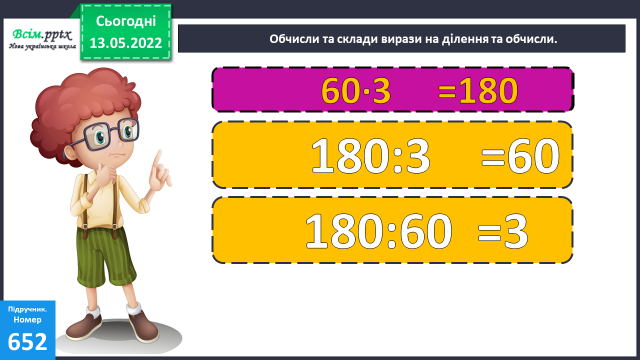 Всім.pptx
Нова українська школа
Сьогодні
13.05.2022
Обчисли та склади вирази на ділення та обчисли.
60·3 =180
180:3 =60
180:60 =3
Підручник.
Номер
652